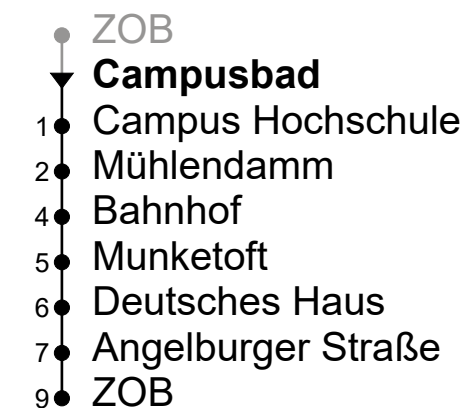 ZOB
Campusbad
1 Campus Hochschule
2 Mühlendamm
4 Bahnhof
5 Munketoft
6 Deutsches Haus
7 Angelburger Straße
9 ZOB